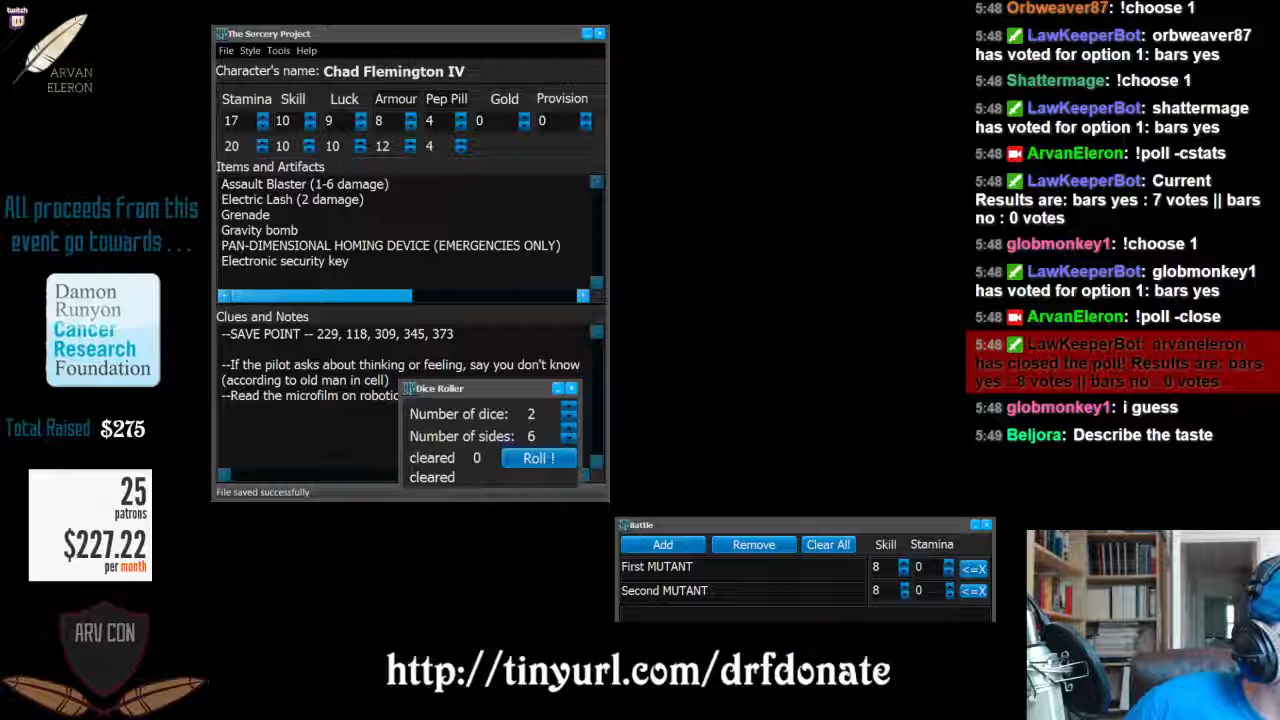 twitch
ARVAN
ELERON
All proceeds from this
event go towards . . .
Damon
Runyon
Cancer
Research
Foundation
Total Raised $275
25
patrons
$227.22
per month
ARV CON
The Sorcery Project
File Style Tools Help
Character's name: Chad Flemington IV
Stamina Skill Luck Armour Pep Pill Gold Provision
17 10 9 8 4 0 0
20 10 10 12 4
Items and Artifacts
Assault Blaster (1-6 damage)
Electric Lash (2 damage)
Grenade
Gravity bomb
PAN-DIMENSIONAL HOMING DEVICE (EMERGENCIES ONLY)
Electronic security key
Clues and Notes
--SAVE POINT -- 229, 118, 309, 345, 373
--If the pilot asks about thinking or feeling, say you don't know
(according to old man in cell)
--Read the microfilm on robotic
File saved successfully
Dice Roller
Number of dice: 2
Number of sides: 6
cleared 0 Roll !
cleared
Battle
Add Remove Clear All Skill Stamina
First MUTANT 8 0 <=X
Second MUTANT 8 0 <=X
http://tinyurl.com/drfdonate
5:48 Orbweaver87: !choose 1
5:48 LawKeeperBot: orbweaver87
has voted for option 1: bars yes
5:48 Shattermage: !choose 1
5:48 LawKeeperBot: shattermage
has voted for option 1: bars yes
5:48 ArvanEleron: !poll -cstats
5:48 LawKeeperBot: Current
Results are: bars yes : 7 votes || bars
no : 0 votes
5:48 globmonkey1: !choose 1
5:48 LawKeeperBot: globmonkey1
has voted for option 1: bars yes
5:48 ArvanEleron: !poll -close
5:48 LawKeeperBot: arvaneleron
has closed the poll! Results are: bars
yes : 8 votes || bars no : 0 votes
5:48 globmonkey1: i guess
5:49 Beljora: Describe the taste